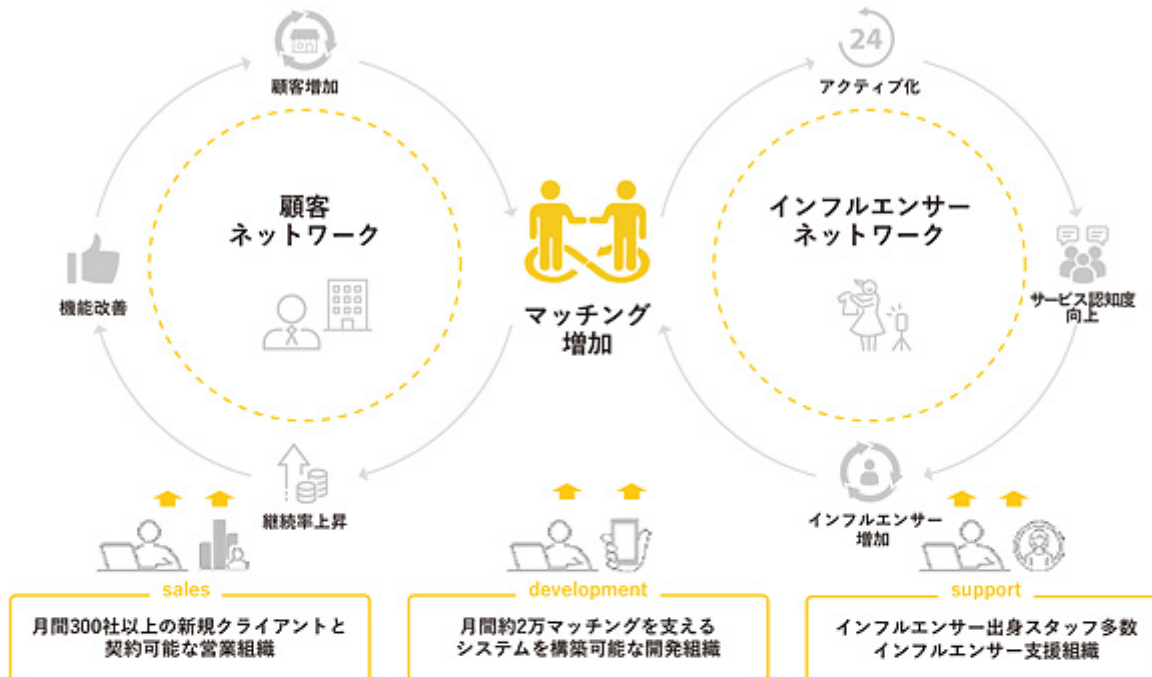 24
顧客増加
アクティブ化
顧客
ネットワーク
インフルエンサー
ネットワーク
機能改善
マッチング
増加
サービス認知度
向上
継続率上昇
インフルエンサー
増加
sales
月間300社以上の新規クライアントと
契約可能な営業組織
development
月間約2万マッチングを支える
システムを構築可能な開発組織
support
インフルエンサー出身スタッフ多数
インフルエンサー支援組織